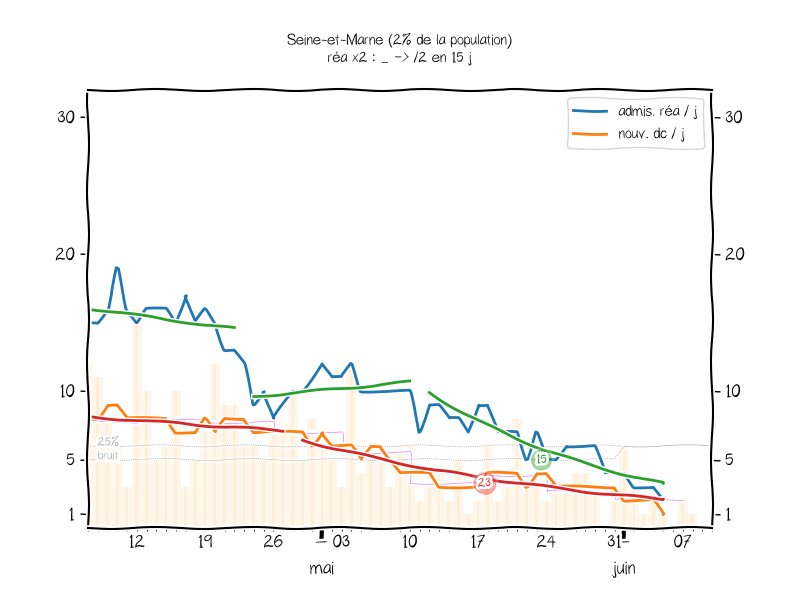 Seine-et-Marne (2% de la population)
réa x2 : _ -> /2 en 15 j
admis. réa / j
nouv. dc / j
30
30
20
20
10
10
25%
bruit
5
5
15
23
1
1
12 19 26 03 10 17 24 31 07
mai juin